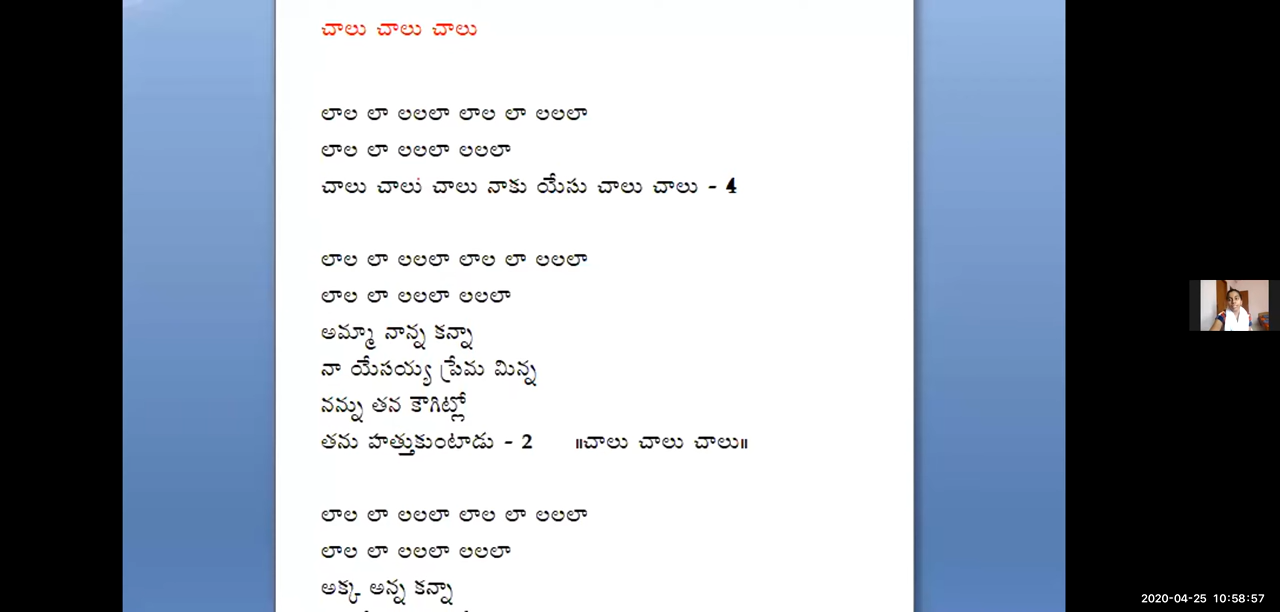 చాలు చాలు చాలు
లాల లా లలలా లాల లా లలలా
లాల లా లలలా లలలా
చాలు చాలు చాలు నాకు యేసు చాలు చాలు - 4
లాల లా లలలా లాల లా లలలా
లాల లా లలలా లలలా
అమ్మా నాన్న కన్నా
నా యేసయ్య ప్రేమ మిన్న
నన్ను తన కౌగిట్లో
తను హత్తుకుంటాడు - 2 ॥చాలు చాలు చాలు॥
లాల లా లలలా లాల లా లలలా
లాల లా లలలా లలలా
అక్క అన్న కన్నా
2020-04-25 10:58:57